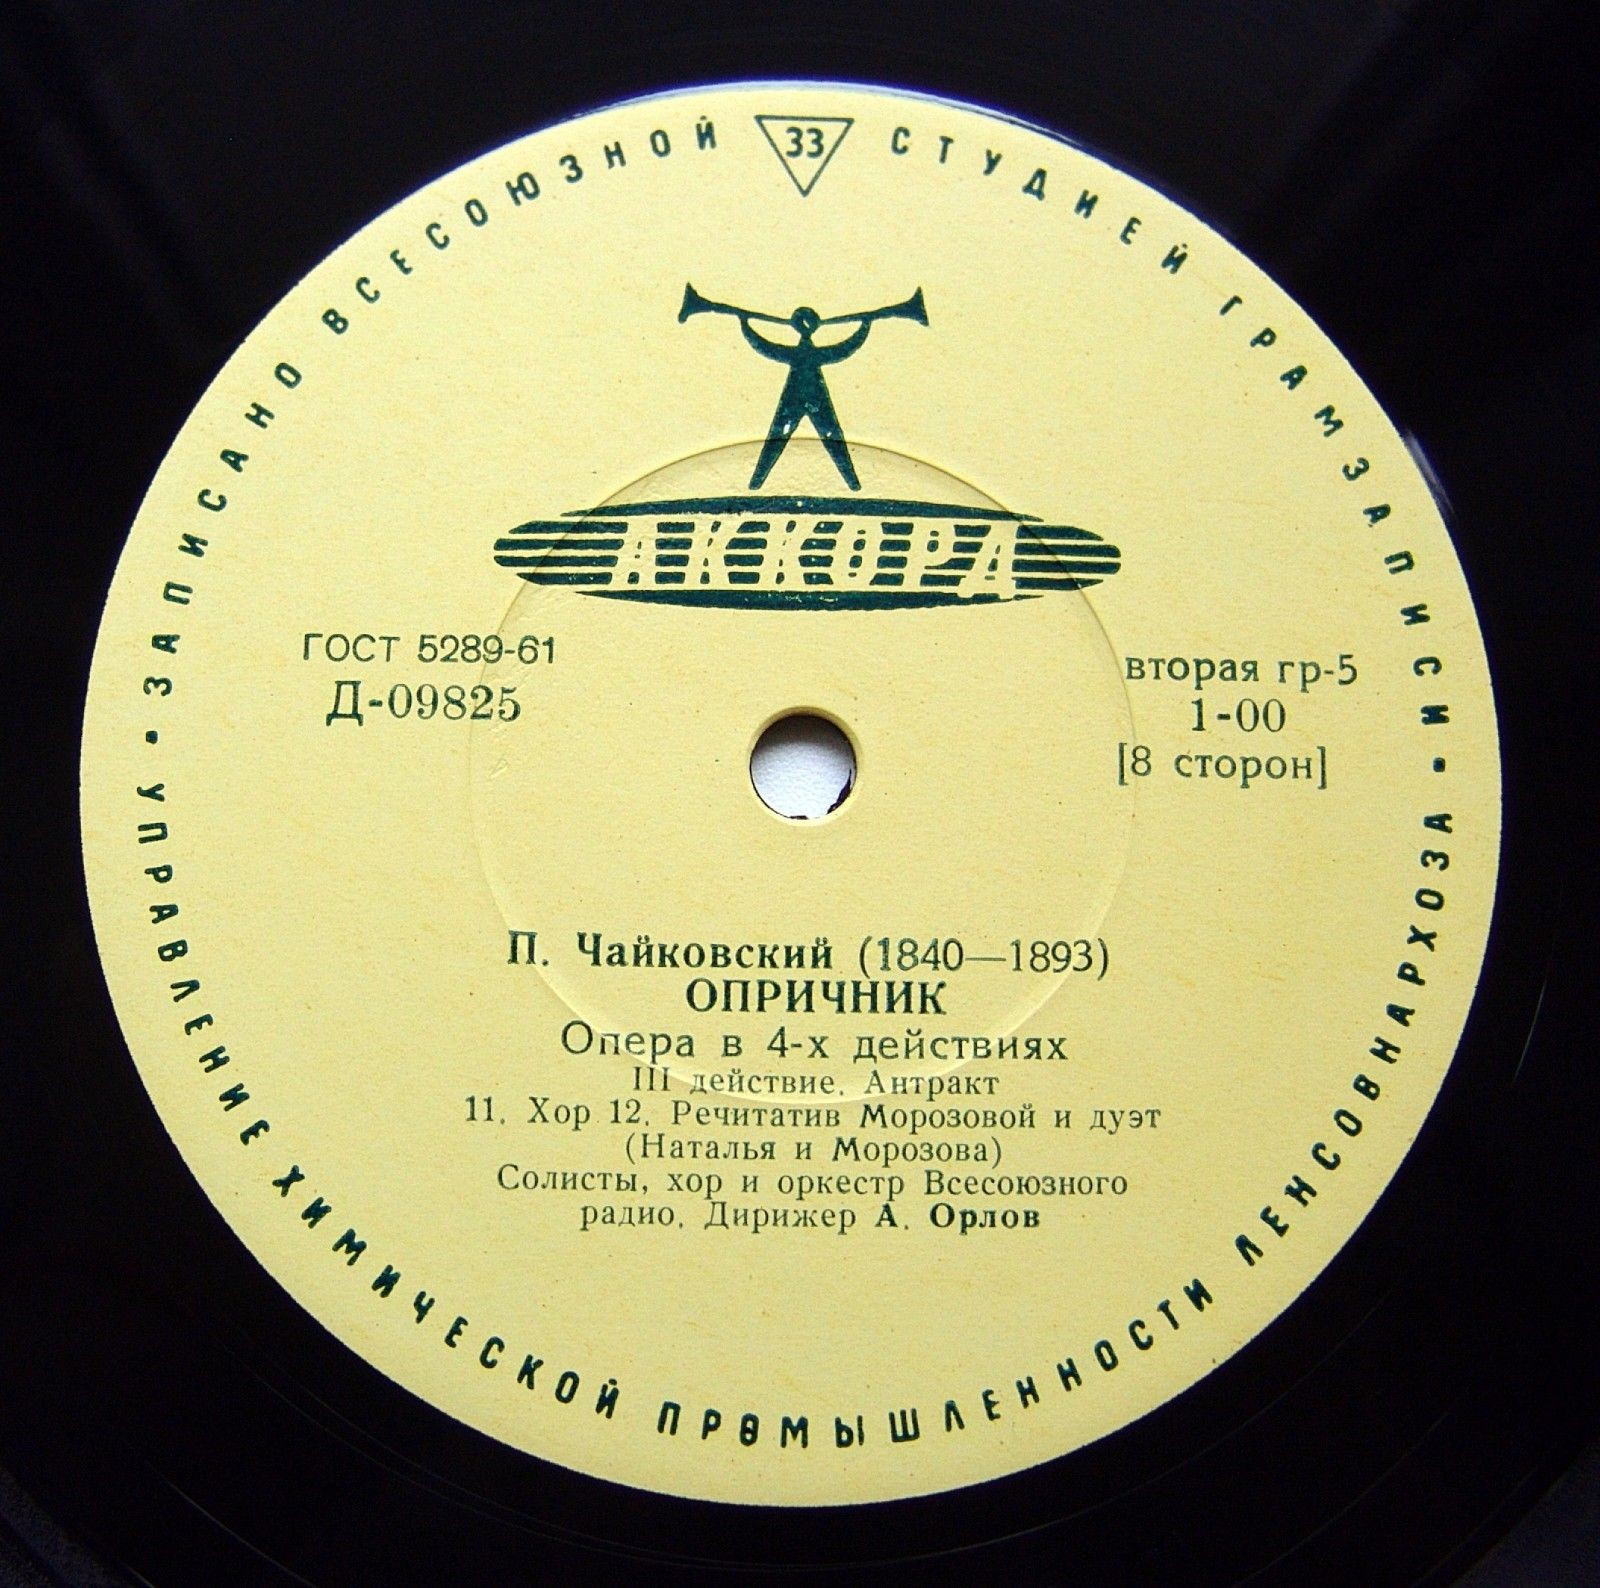 ЗАПИСАНО ВСЕСОЮЗНОЙ СТУДИЕЙ ГРАМЗАПИСИ •
33
АККОРД
ГОСТ 5289-61
Д-09825
вторая гр-5
1-00
[8 сторон]
П. Чайковский (1840—1893)
ОПРИЧНИК
Опера в 4-х действиях
III действие. Антракт
11. Хор 12. Речитатив Морозовой и дуэт
(Наталья и Морозова)
Солисты, хор и оркестр Всесоюзного
радио. Дирижер А. Орлов
УПРАВЛЕНИЕ ХИМИЧЕСКОЙ ПРОМЫШЛЕННОСТИ ЛЕНСОВНАРХОЗА •